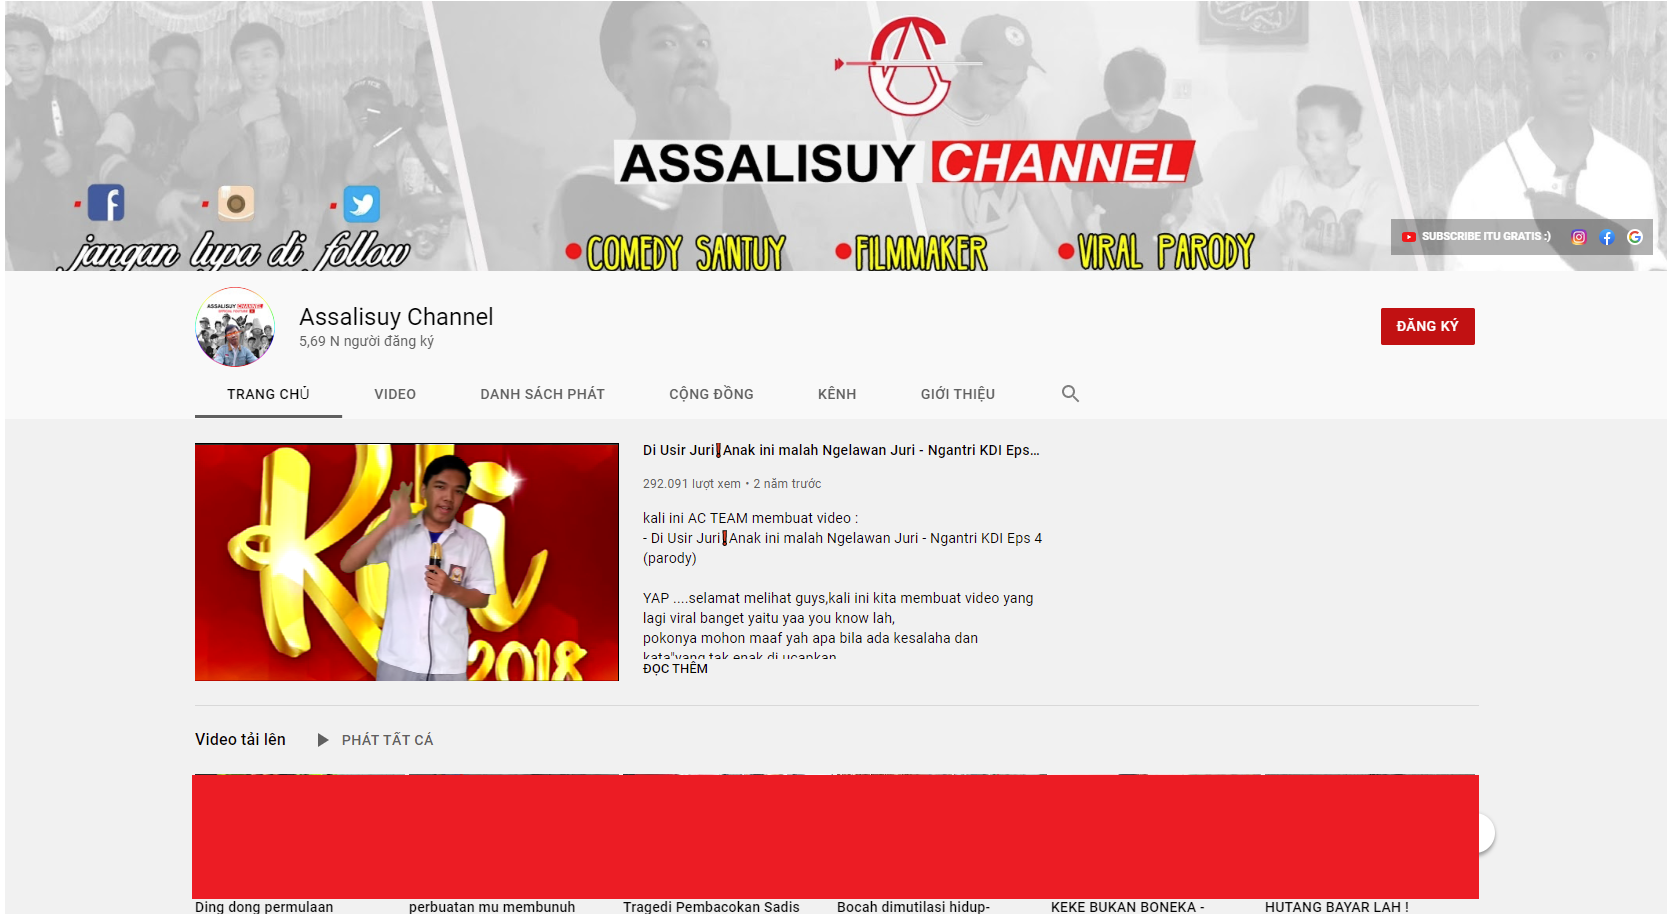 ASSALISUY CHANNEL
jangan lupa di follow
COMEDY SANTUY
FILMMAKER
VIRAL PARODY
SUBSCRIBE ITU GRATIS :)
Assalisuy Channel
5,69 N người đăng ký
ĐĂNG KÝ
TRANG CHỦ
VIDEO
DANH SÁCH PHÁT
CỘNG ĐỒNG
KÊNH
GIỚI THIỆU
Di Usir Juri❗Anak ini malah Ngelawan Juri - Ngantri KDI Eps...
292.091 lượt xem • 2 năm trước
kali ini AC TEAM membuat video :
- Di Usir Juri❗Anak ini malah Ngelawan Juri - Ngantri KDI Eps 4
(parody)
YAP ....selamat melihat guys,kali ini kita membuat video yang
lagi viral banget yaitu yaa you know lah,
pokonya mohon maaf yah apa bila ada kesalaha dan
kata"yang tak enak di ucapkan
ĐỌC THÊM
2018
Video tải lên
PHÁT TẤT CẢ
Ding dong permulaan
perbuatan mu membunuh
Tragedi Pembacokan Sadis
Bocah dimutilasi hidup-
KEKE BUKAN BONEKA -
HUTANG BAYAR LAH !